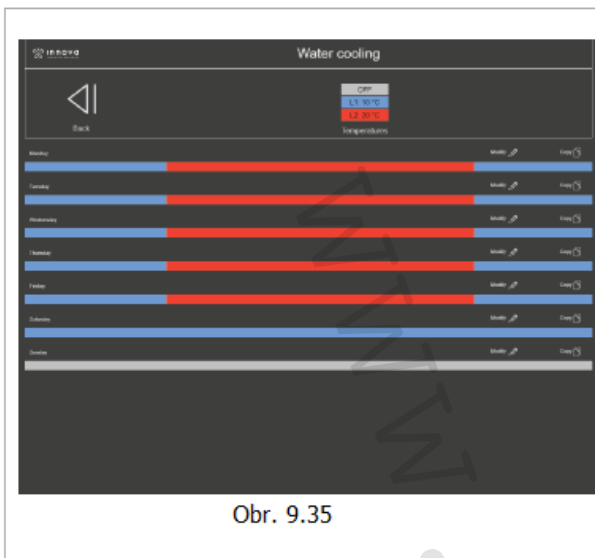 innova
Water cooling
OFF
L1 10 °C
L2 20 °C
Back
Temperatures
Monday Modify Copy
Tuesday Modify Copy
Wednesday Modify Copy
Thursday Modify Copy
Friday Modify Copy
Saturday Modify Copy
Sunday Modify Copy
WWW
Obr. 9.35